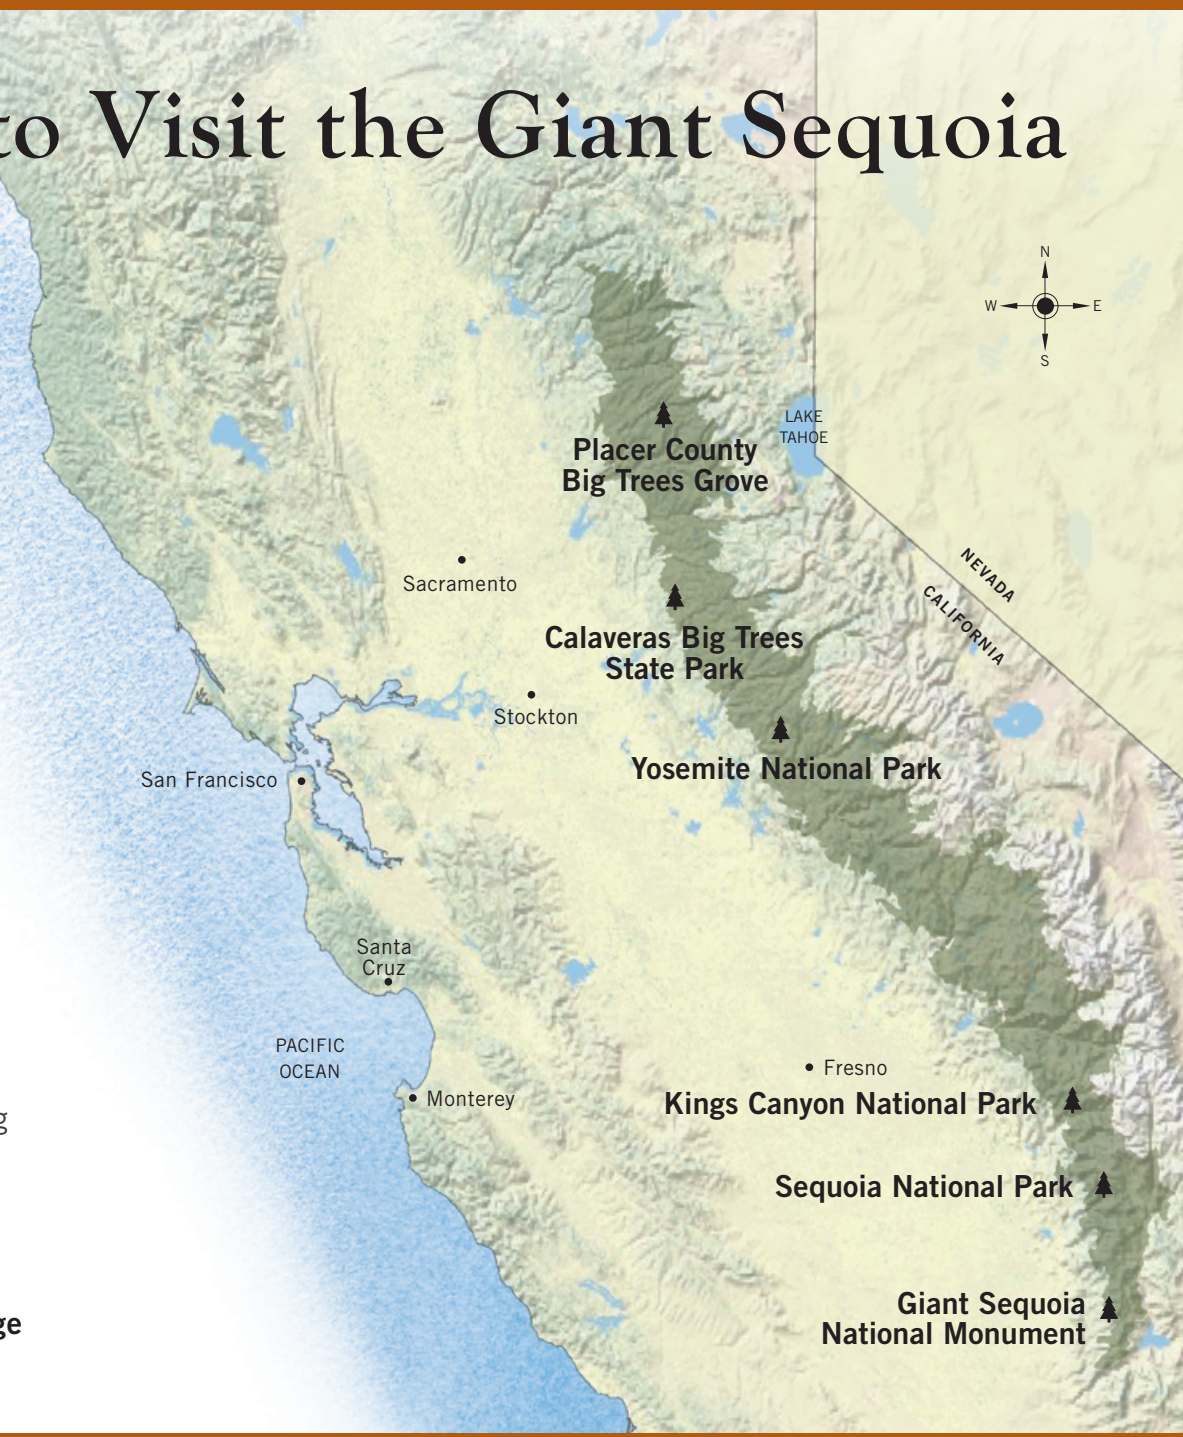 to Visit the Giant Sequoia
N
W
E
S
LAKE
TAHOE
Placer County
Big Trees Grove
NEVADA
CALIFORNIA
Sacramento
Calaveras Big Trees
State Park
Stockton
Yosemite National Park
San Francisco
Santa
Cruz
PACIFIC
OCEAN
Fresno
Monterey
Kings Canyon National Park
g
Sequoia National Park
Giant Sequoia
National Monument
ge